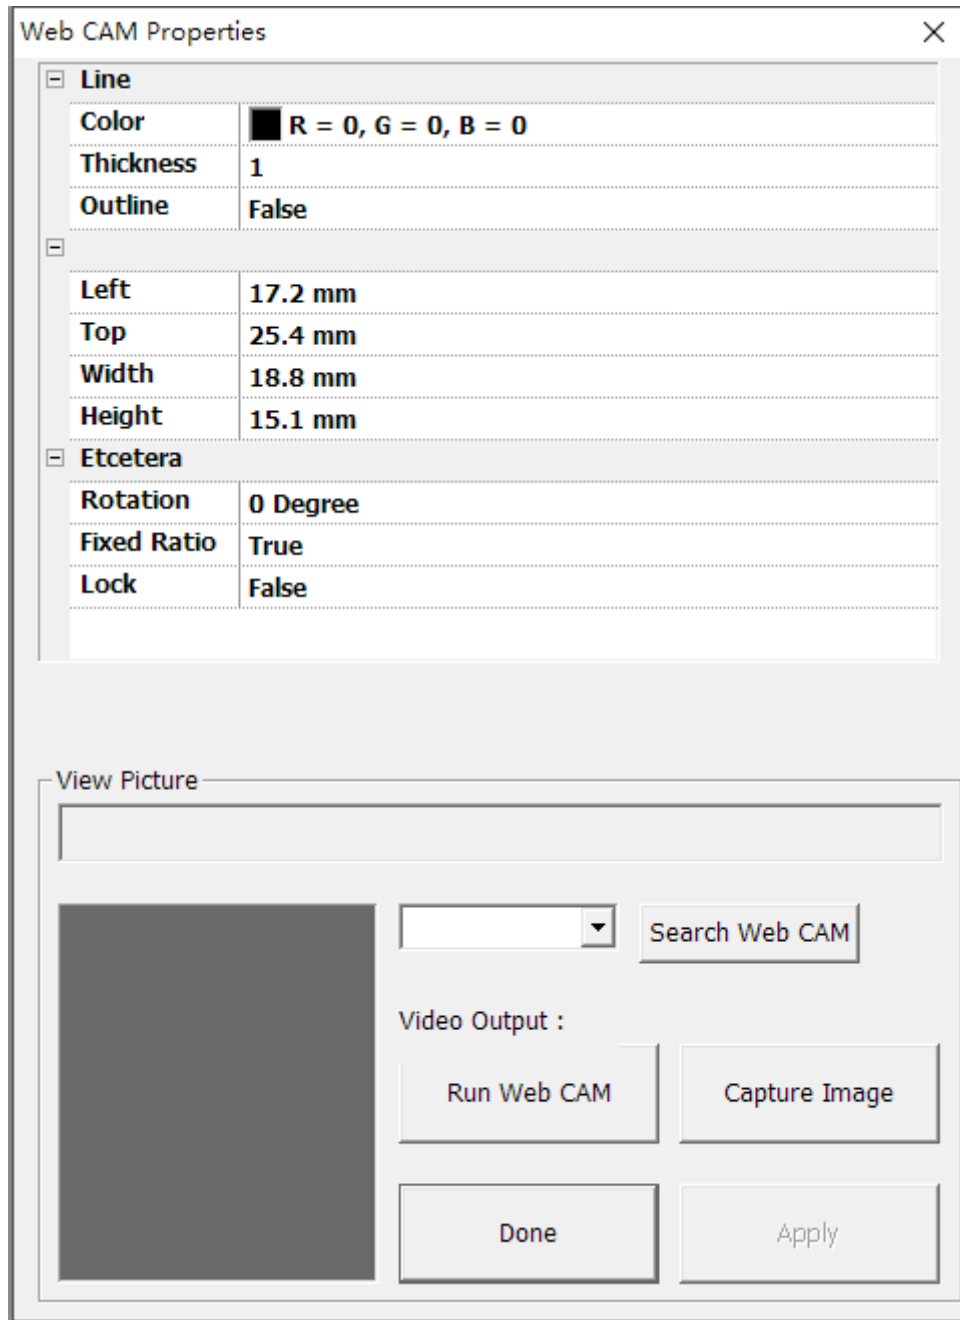 Web CAM Properties
Line
Color R = 0, G = 0, B = 0
Thickness 1
Outline False
Left 17.2 mm
Top 25.4 mm
Width 18.8 mm
Height 15.1 mm
Etcetera
Rotation 0 Degree
Fixed Ratio True
Lock False
View Picture
Search Web CAM
Video Output :
Run Web CAM Capture Image
Done Apply